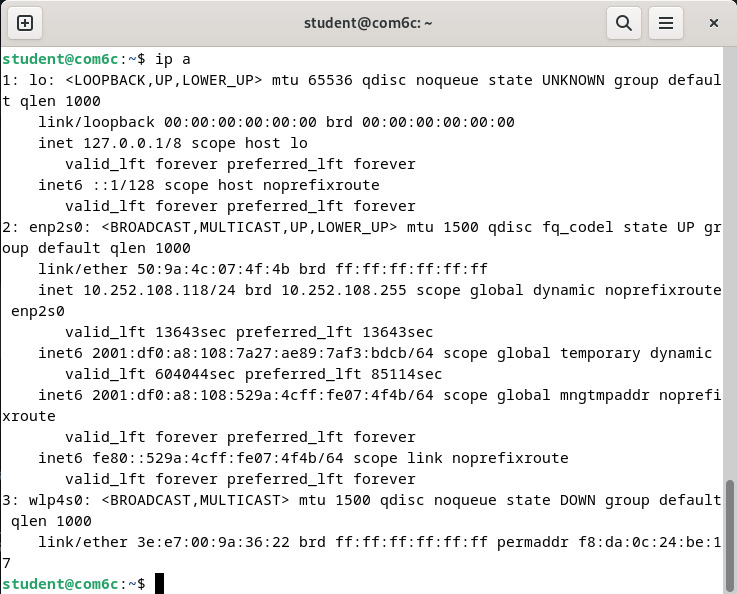 student@com6c: ~
student@com6c:~$ ip a
1: lo: <LOOPBACK,UP,LOWER_UP> mtu 65536 qdisc noqueue state UNKNOWN group defaul
t qlen 1000
    link/loopback 00:00:00:00:00:00 brd 00:00:00:00:00:00
    inet 127.0.0.1/8 scope host lo
       valid_lft forever preferred_lft forever
    inet6 ::1/128 scope host noprefixroute
       valid_lft forever preferred_lft forever
2: enp2s0: <BROADCAST,MULTICAST,UP,LOWER_UP> mtu 1500 qdisc fq_codel state UP gr
oup default qlen 1000
    link/ether 50:9a:4c:07:4f:4b brd ff:ff:ff:ff:ff:ff
    inet 10.252.108.118/24 brd 10.252.108.255 scope global dynamic noprefixroute
 enp2s0
       valid_lft 13643sec preferred_lft 13643sec
    inet6 2001:df0:a8:108:7a27:ae89:7af3:bdcb/64 scope global temporary dynamic
       valid_lft 604044sec preferred_lft 85114sec
    inet6 2001:df0:a8:108:529a:4cff:fe07:4f4b/64 scope global mngtmpaddr noprefi
xroute
       valid_lft forever preferred_lft forever
    inet6 fe80::529a:4cff:fe07:4f4b/64 scope link noprefixroute
       valid_lft forever preferred_lft forever
3: wlp4s0: <BROADCAST,MULTICAST> mtu 1500 qdisc noqueue state DOWN group default
 qlen 1000
    link/ether 3e:e7:00:9a:36:22 brd ff:ff:ff:ff:ff:ff permaddr f8:da:0c:24:be:1
7
student@com6c:~$